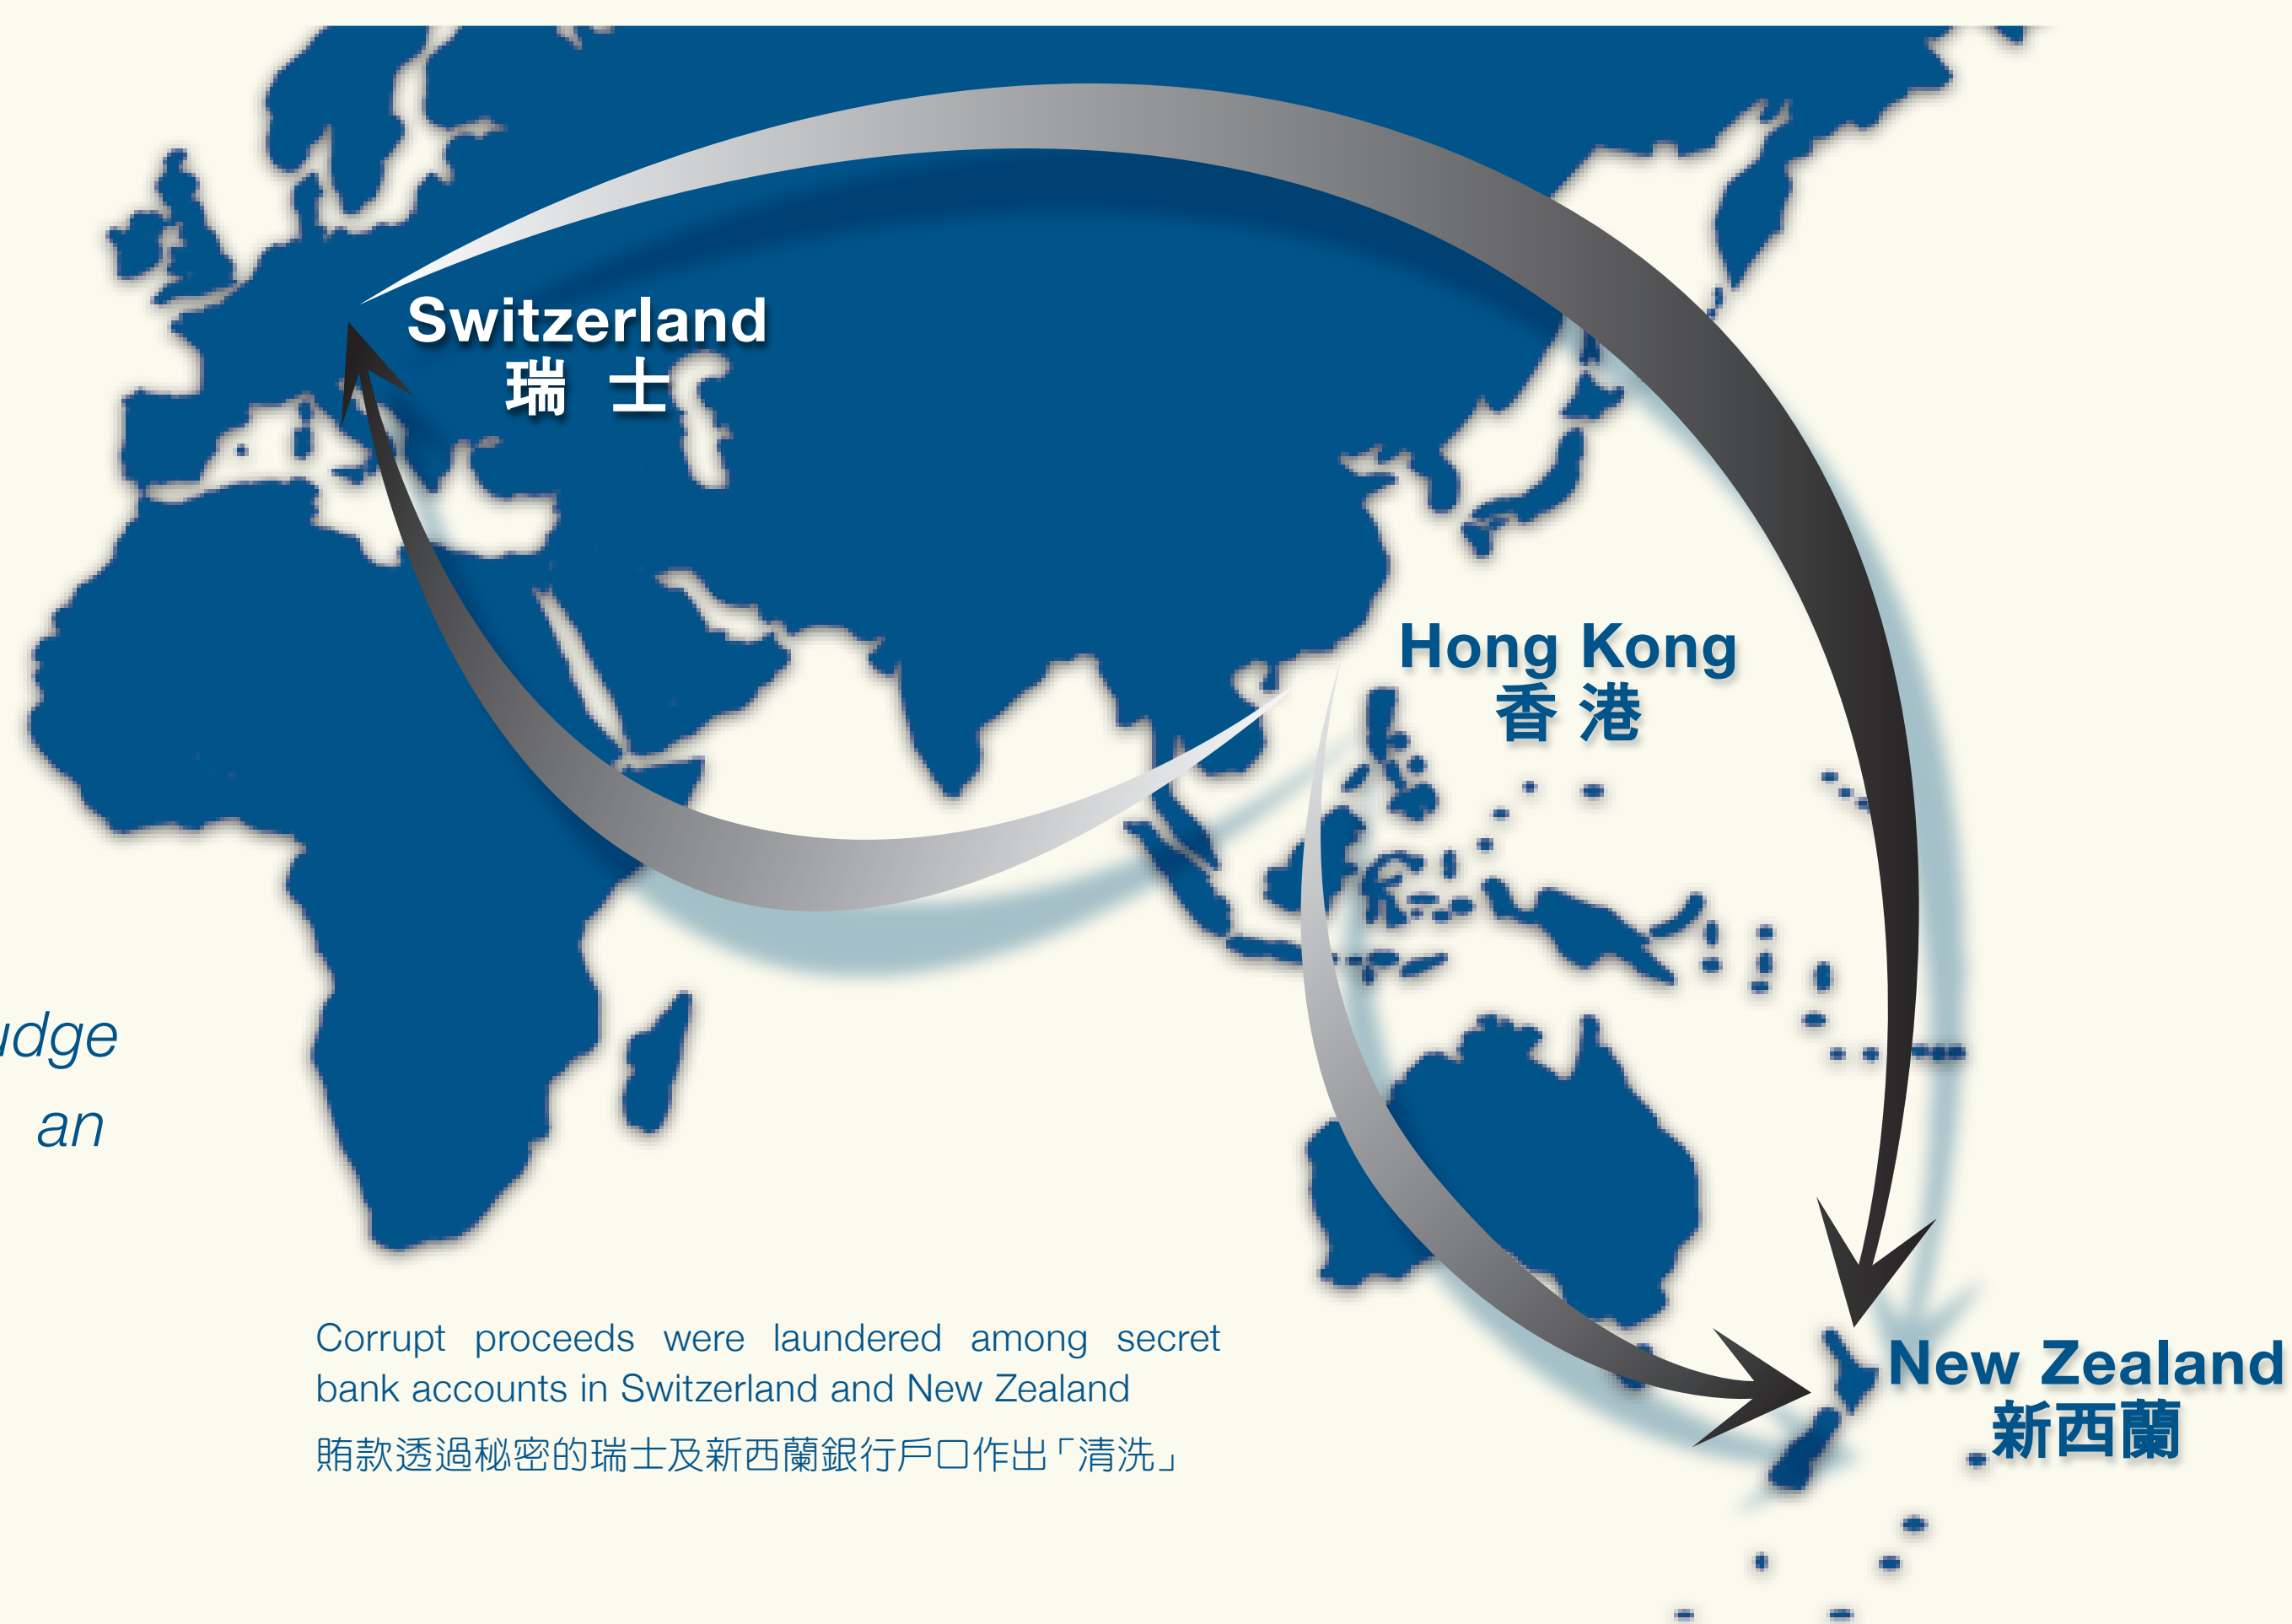 Switzerland
瑞士
Hong Kong
香港
an
Corrupt proceeds were laundered among secret
bank accounts in Switzerland and New Zealand
賄款透過秘密的瑞士及新西蘭銀行戶口作出「清洗」
New Zealand
新西蘭